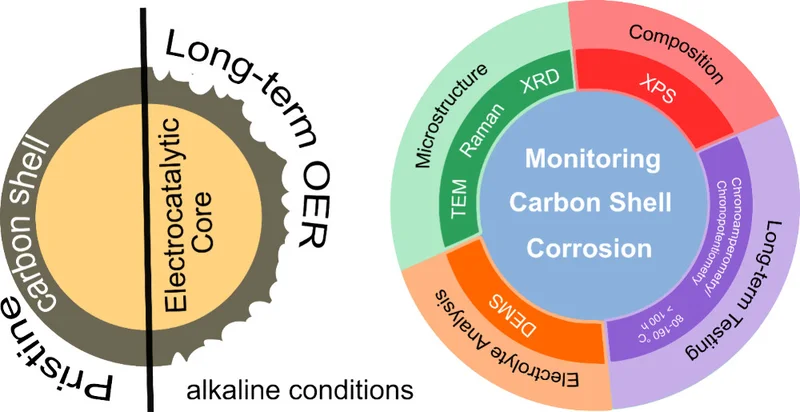 Long-term OER
carbon shell
Electrocatalytic
Core
Pristine
alkaline conditions
Microstructure
TEM
Raman
XRD
Composition
XPS
Monitoring
Carbon Shell
Corrosion
Chronoamperometry/
Chronopotentiometry
80-160 °C
> 100 h
Long-term Testing
DEMS
Electrolyte Analysis